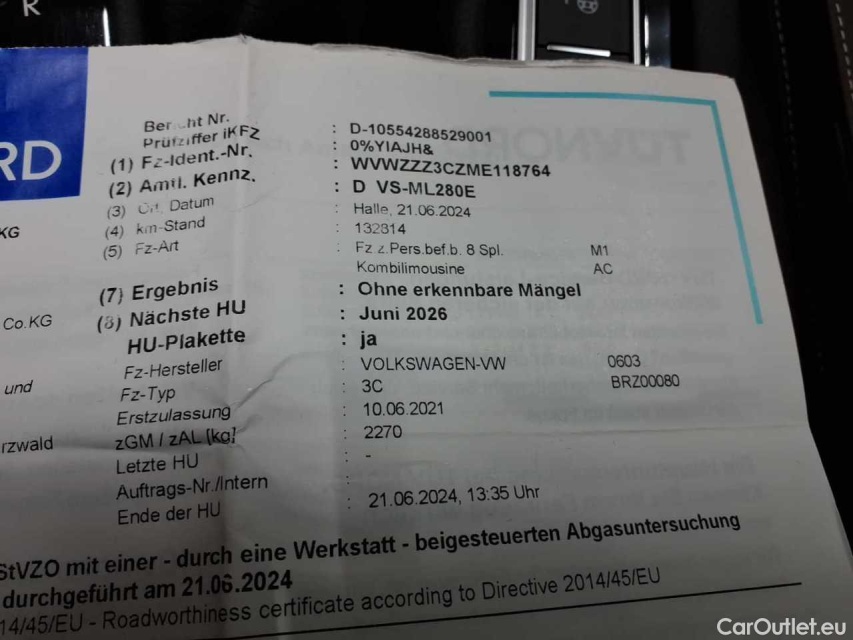 R
RD
Bericht Nr. : D-10554288529001
Prüfziffer iKFZ : 0%YIAJH&
(1) Fz-Ident.-Nr. : WVWZZZ3CZME118764
(2) Amtl. Kennz. : D VS-ML280E
(3) Ort, Datum : Halle, 21.06.2024
KG
(4) km-Stand : 132814
(5) Fz-Art : Fz z.Pers.bef.b. 8 Spl. M1
Kombilimousine AC
(7) Ergebnis : Ohne erkennbare Mängel
Co.KG
(8) Nächste HU : Juni 2026
HU-Plakette : ja
Fz-Hersteller : VOLKSWAGEN-VW 0603
und
Fz-Typ : 3C BRZ00080
Erstzulassung : 10.06.2021
rzwald
zGM / zAL [kg] : 2270
Letzte HU : -
Auftrags-Nr./Intern :
Ende der HU : 21.06.2024, 13:35 Uhr
StVZO mit einer - durch eine Werkstatt - beigesteuerten Abgasuntersuchung
durchgeführt am 21.06.2024
14/45/EU - Roadworthiness certificate according to Directive 2014/45/EU
CarOutlet.eu